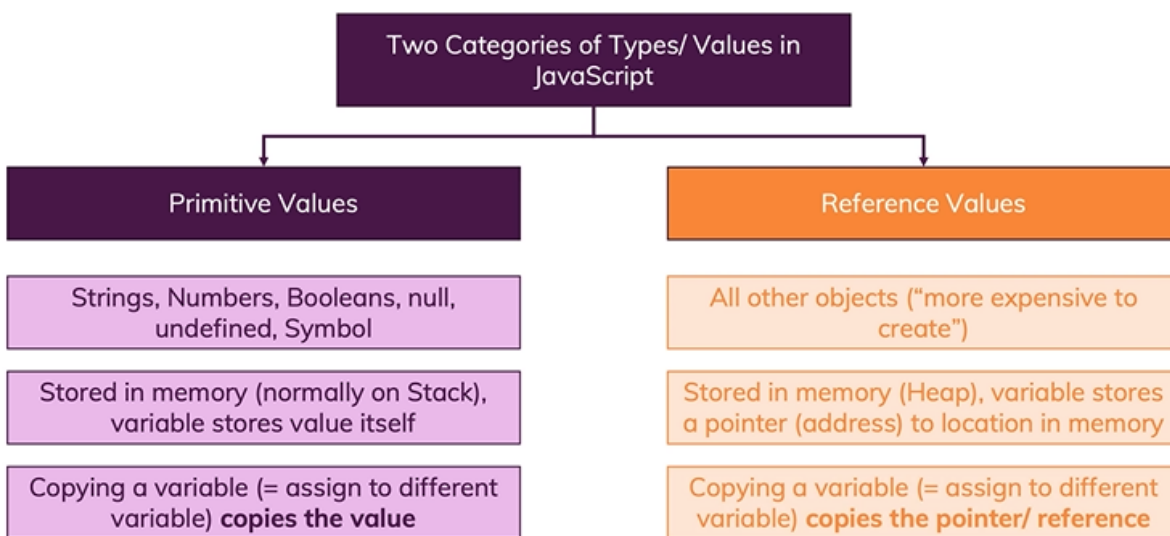 Two Categories of Types/ Values in
JavaScript
Primitive Values
Reference Values
Strings, Numbers, Booleans, null,
undefined, Symbol
All other objects (“more expensive to
create”)
Stored in memory (normally on Stack),
variable stores value itself
Stored in memory (Heap), variable stores
a pointer (address) to location in memory
Copying a variable (= assign to different
variable) copies the value
Copying a variable (= assign to different
variable) copies the pointer/ reference